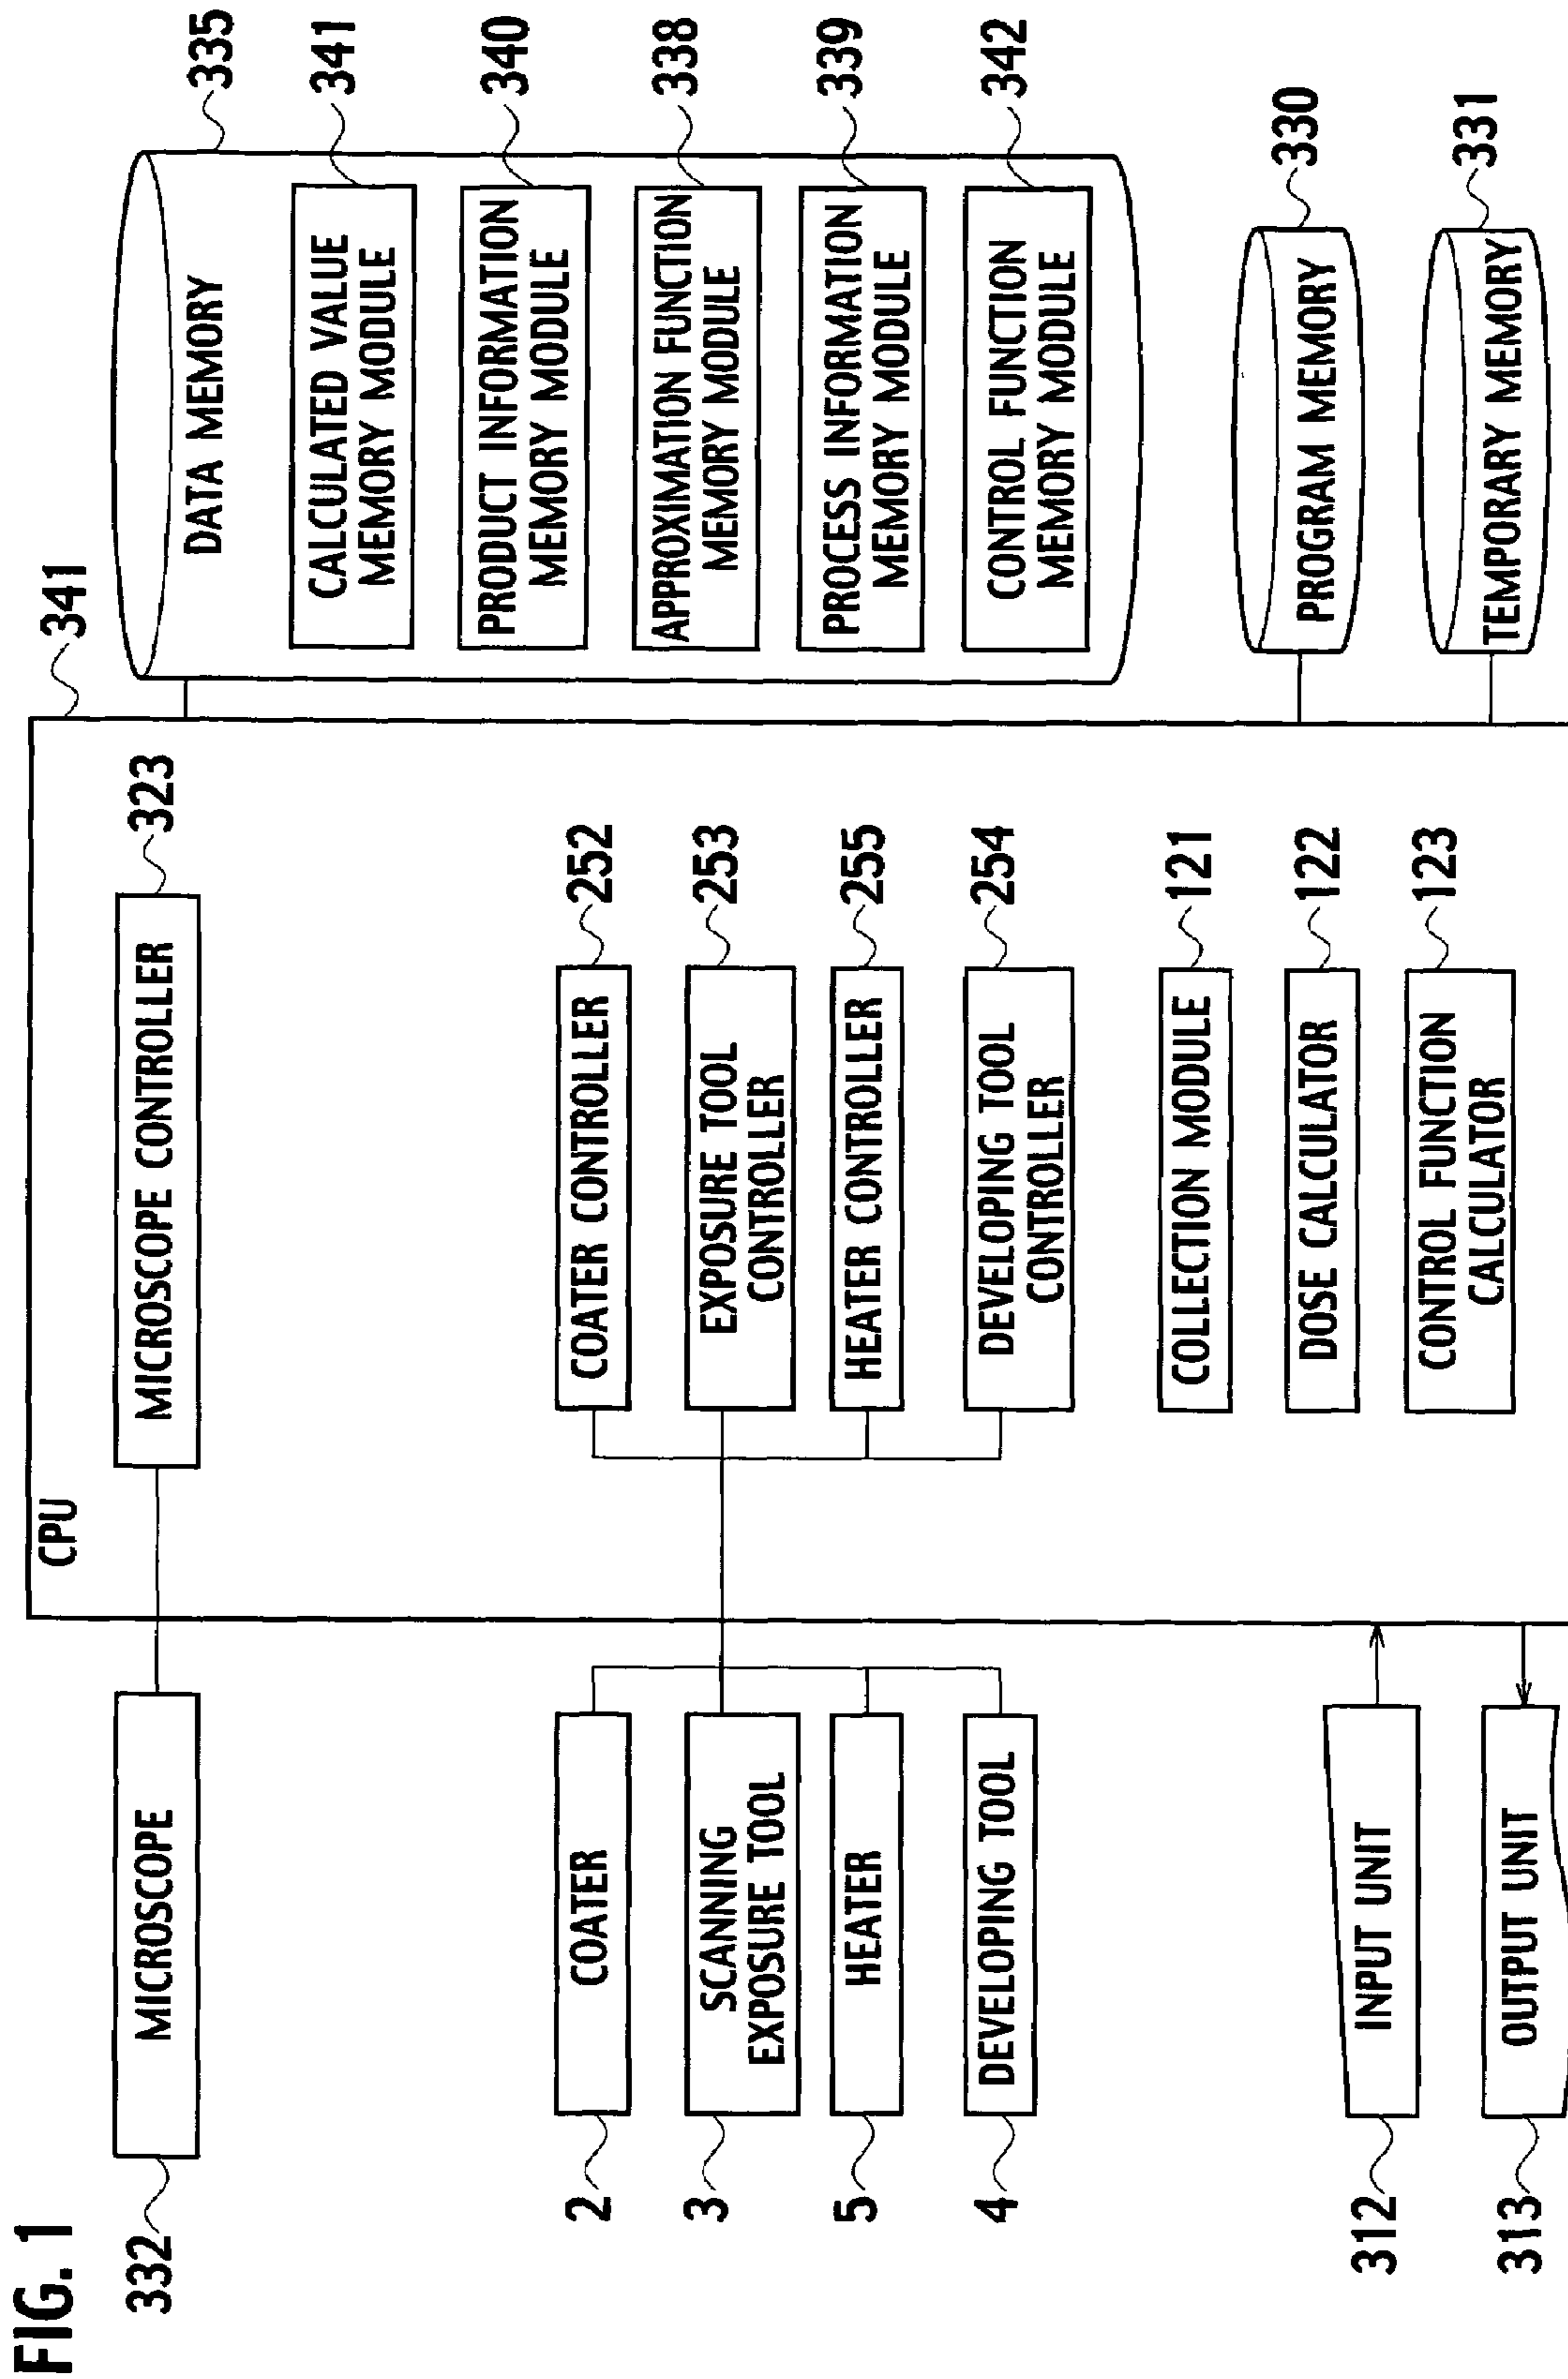 FIG. 1
CPU
341
332
MICROSCOPE
MICROSCOPE CONTROLLER
323
2
COATER
COATER CONTROLLER
252
3
SCANNING
EXPOSURE TOOL
EXPOSURE TOOL
CONTROLLER
253
5
HEATER
HEATER CONTROLLER
255
4
DEVELOPING TOOL
DEVELOPING TOOL
CONTROLLER
254
COLLECTION MODULE
121
DOSE CALCULATOR
122
CONTROL FUNCTION
CALCULATOR
123
312
INPUT UNIT
313
OUTPUT UNIT
DATA MEMORY
335
CALCULATED VALUE
MEMORY MODULE
341
PRODUCT INFORMATION
MEMORY MODULE
340
APPROXIMATION FUNCTION
MEMORY MODULE
338
PROCESS INFORMATION
MEMORY MODULE
339
CONTROL FUNCTION
MEMORY MODULE
342
PROGRAM MEMORY
330
TEMPORARY MEMORY
331